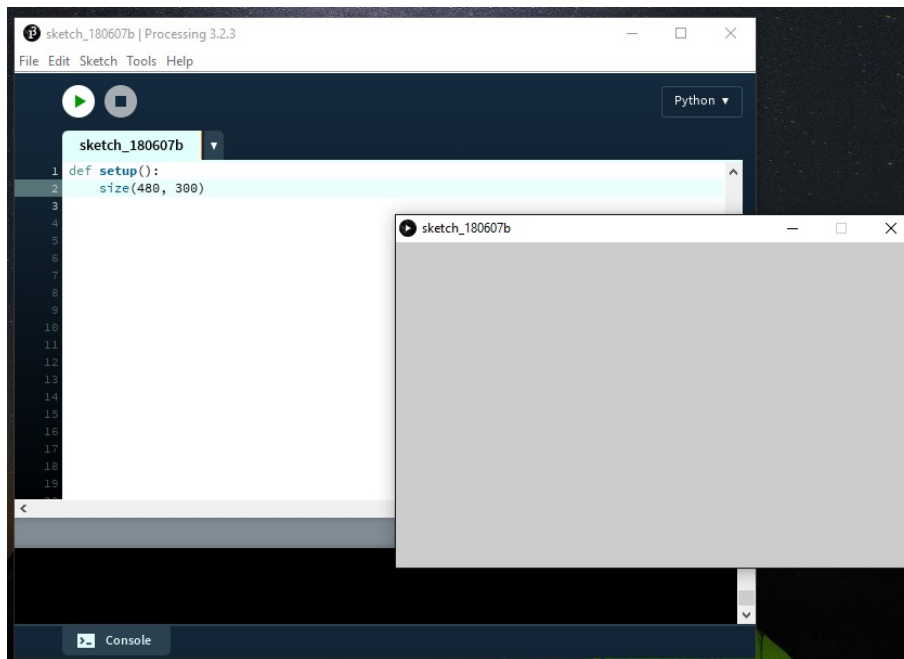 sketch_180607b | Processing 3.2.3
File Edit Sketch Tools Help
Python ▼
sketch_180607b ▼
1 def setup():
2     size(480, 300)
3
4
5
6
7
8
9
10
11
12
13
14
15
16
17
18
19
sketch_180607b
Console